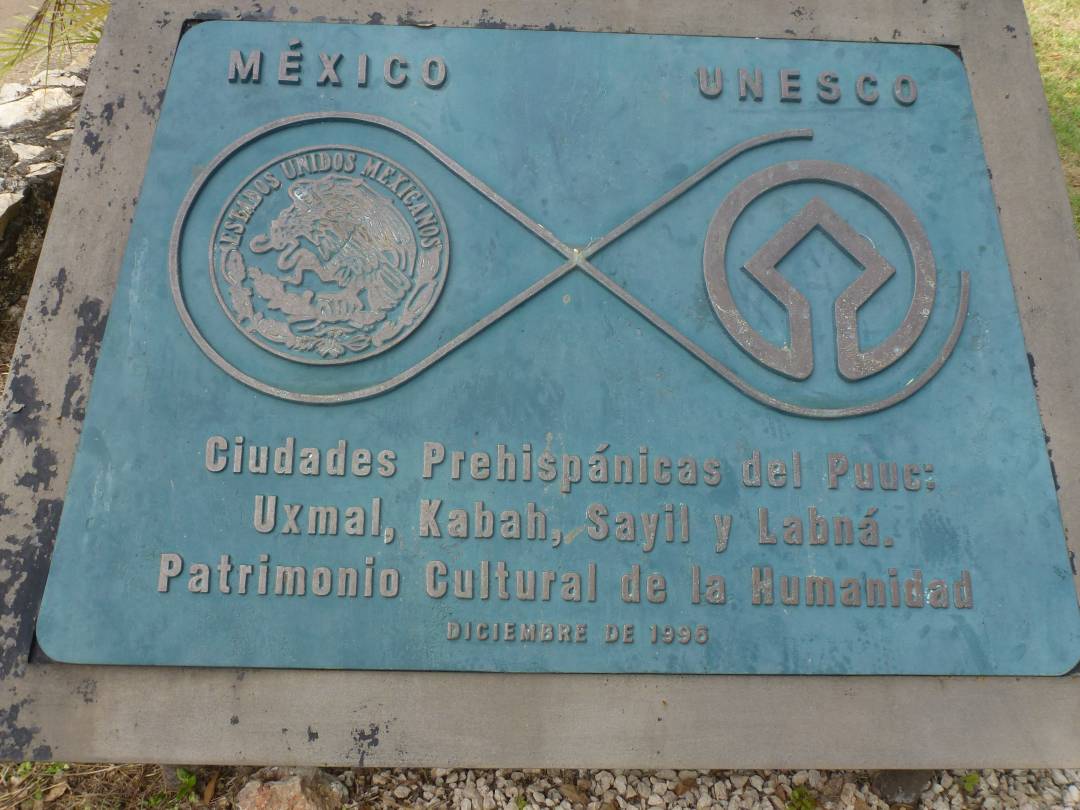 MÉXICO UNESCO
ESTADOS UNIDOS MEXICANOS
Ciudades Prehispánicas del Puuc:
Uxmal, Kabah, Sayil y Labná.
Patrimonio Cultural de la Humanidad
DICIEMBRE DE 1996